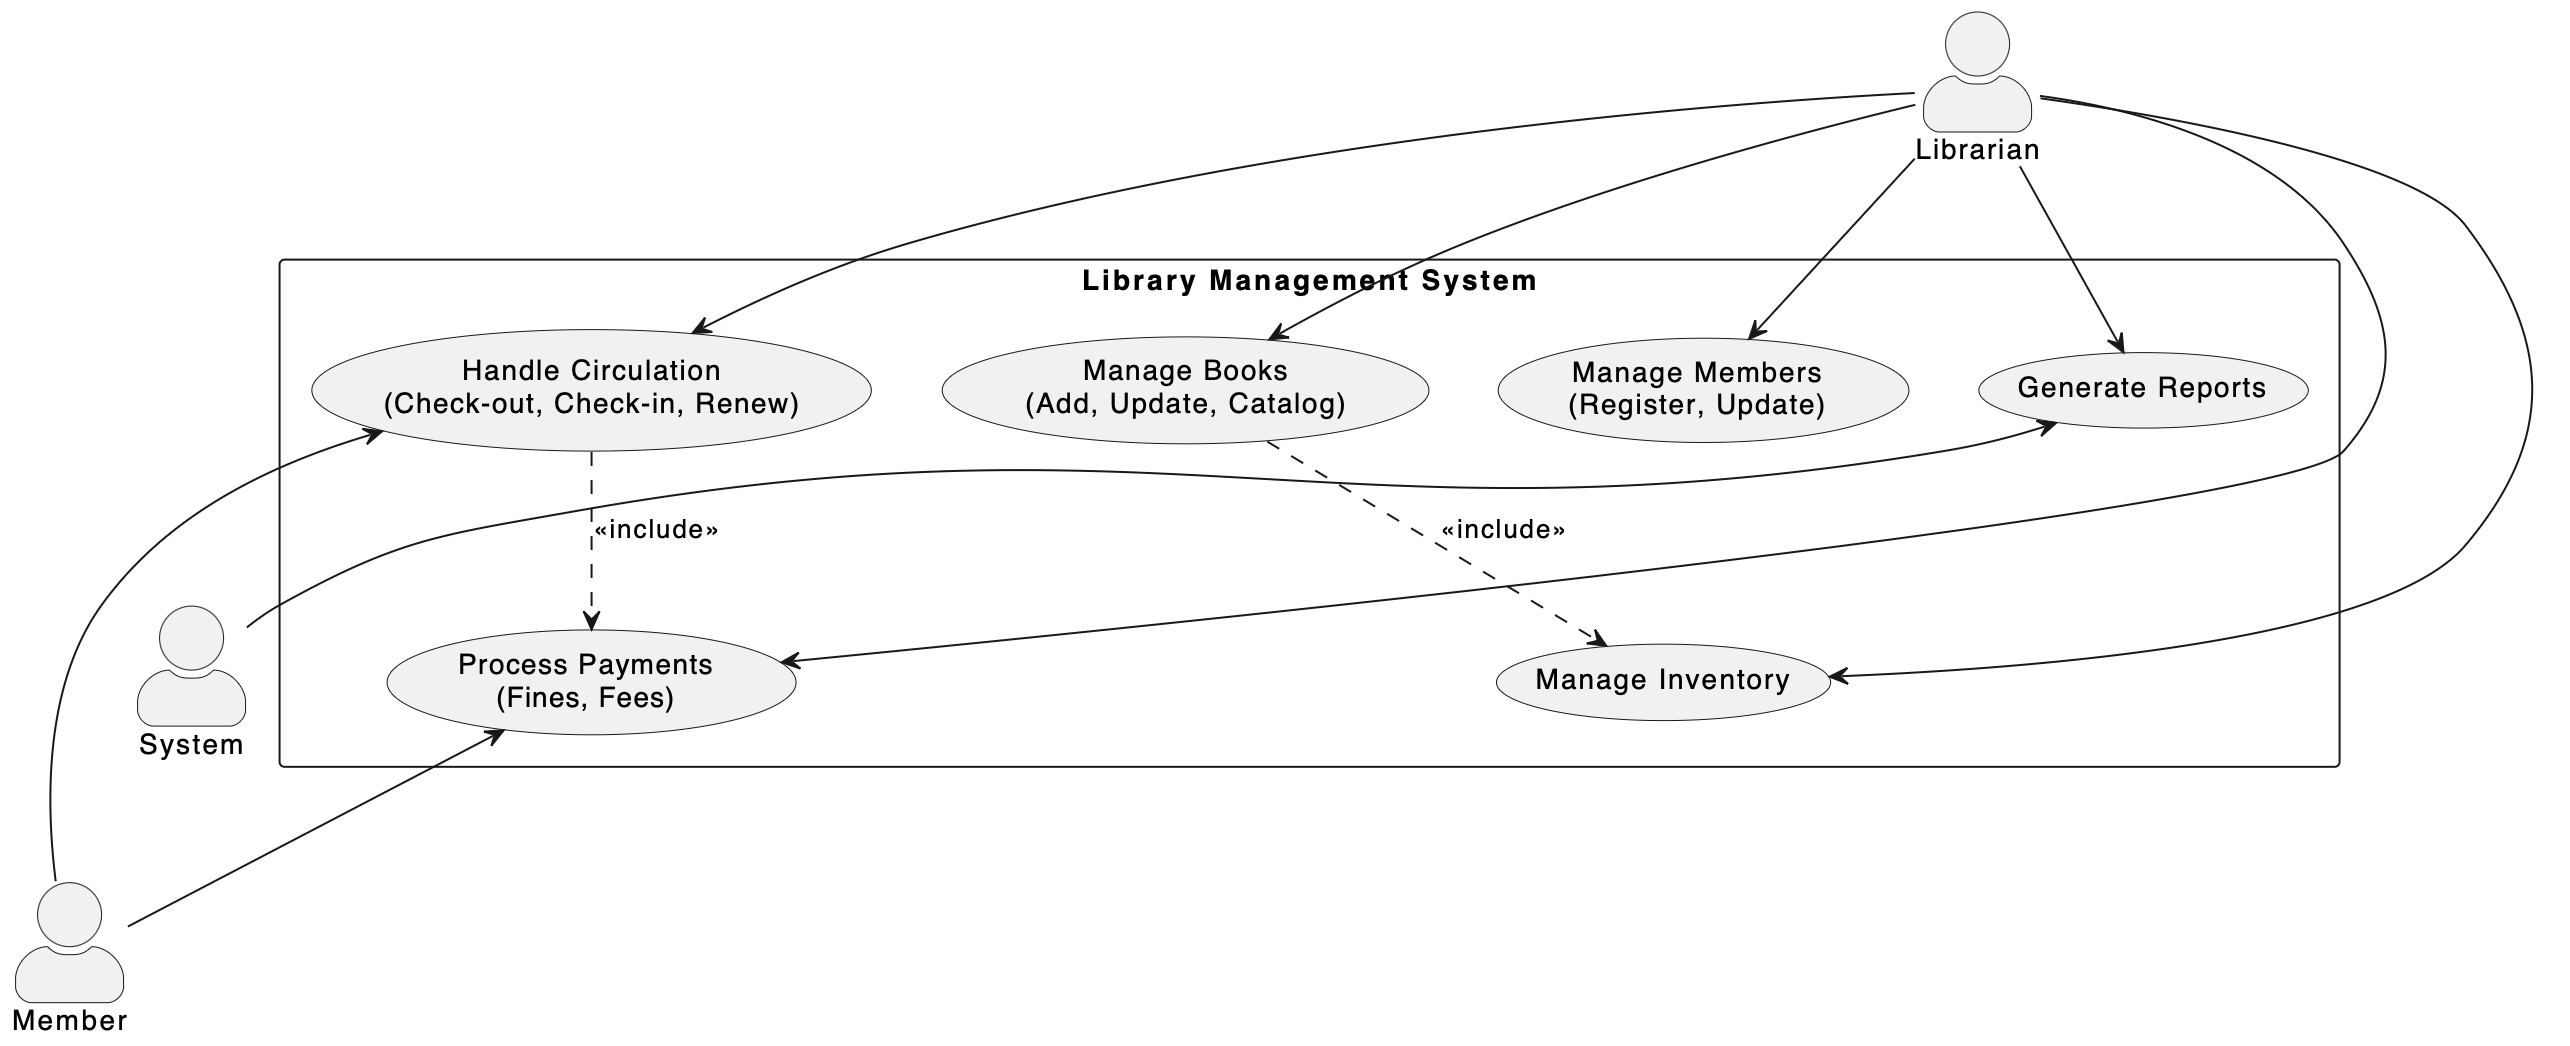 Librarian
Library Management System
Handle Circulation
(Check-out, Check-in, Renew)
Manage Books
(Add, Update, Catalog)
Manage Members
(Register, Update)
Generate Reports
«include»
«include»
Process Payments
(Fines, Fees)
Manage Inventory
System
Member